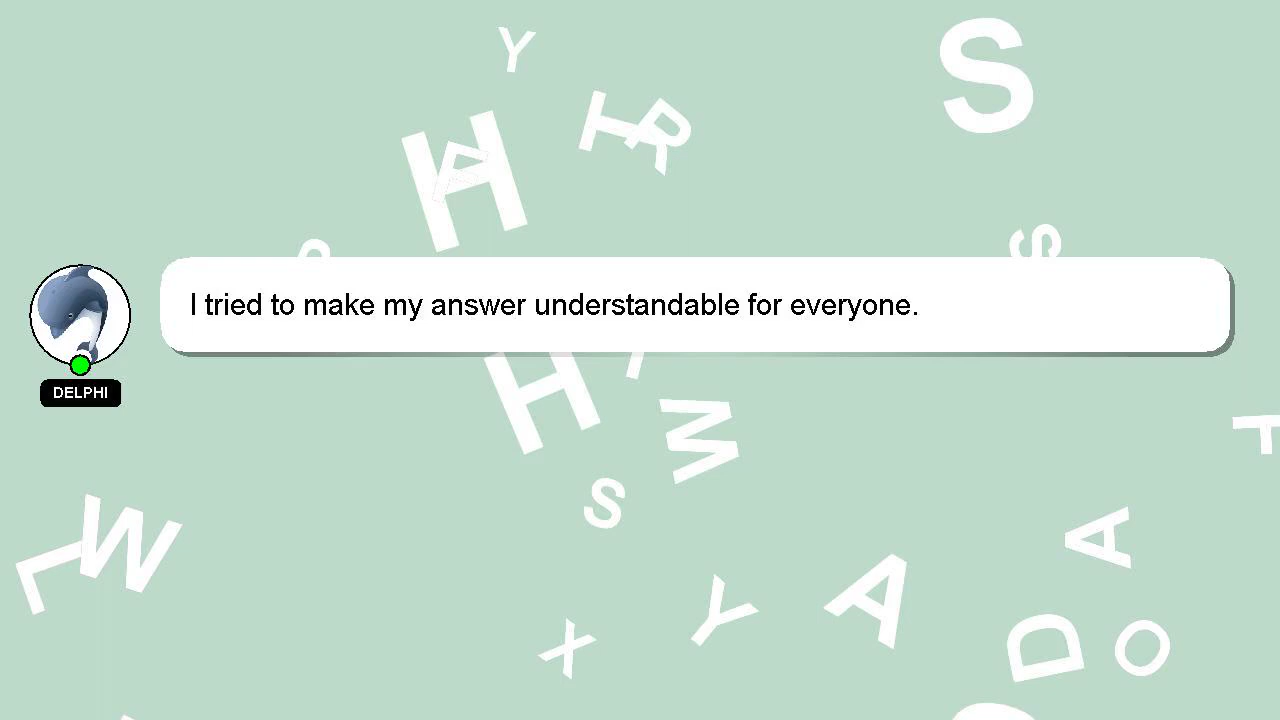 Y
S
T
R
H
A
S
I tried to make my answer understandable for everyone.
DELPHI
H
W
S
W
L
A
A
Y
X
D
O